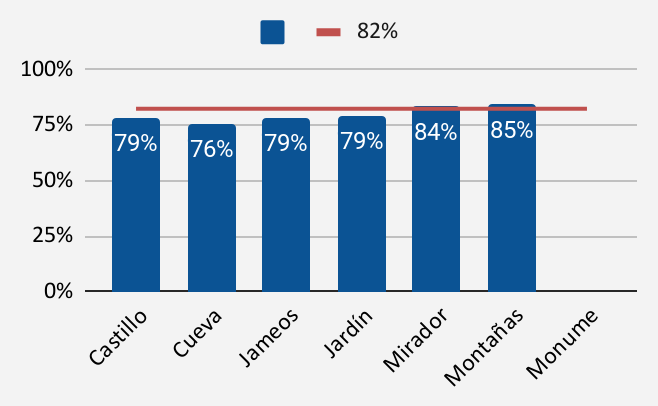 82%
100%
75%
50%
25%
0%
79%
76%
79%
79%
84%
85%
Castillo
Cueva
Jameos
Jardín
Mirador
Montañas
Monume